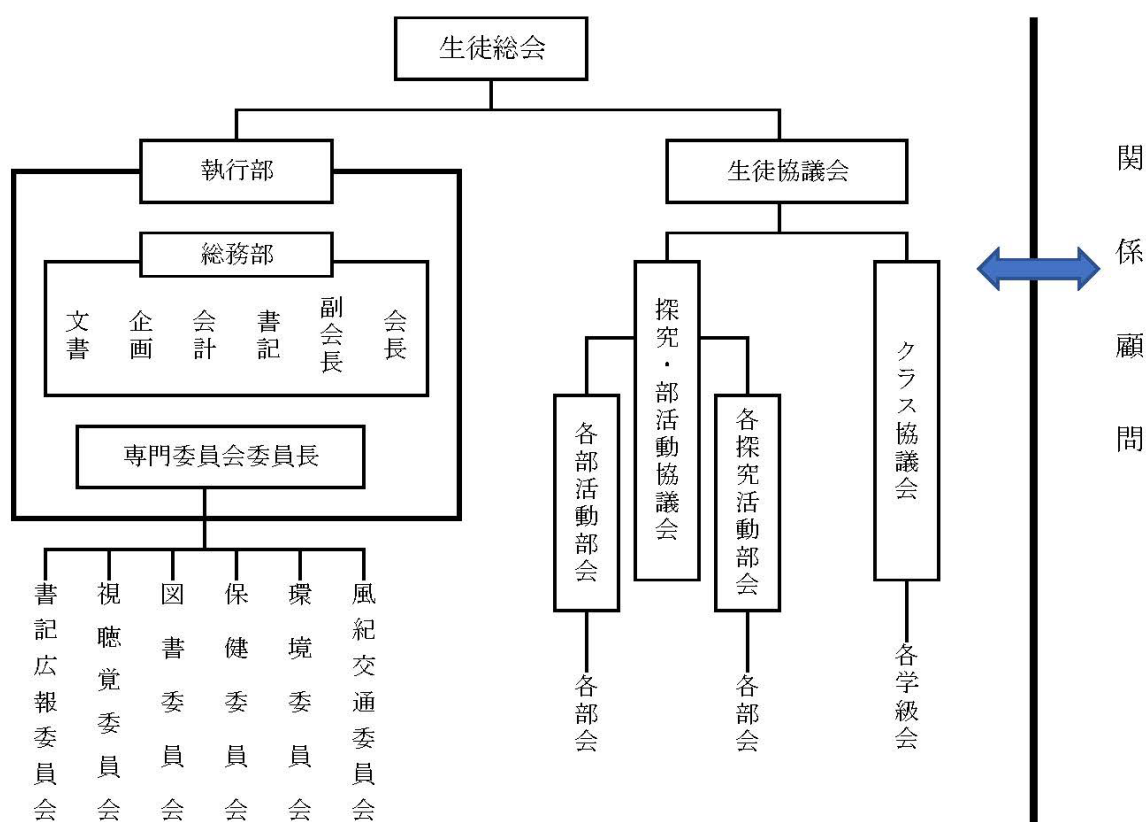 生徒総会
執行部
生徒協議会
総務部
会長
副会長
書記
会計
企画
文書
専門委員会委員長
風紀交通委員会
環境委員会
保健委員会
図書委員会
視聴覚委員会
書記広報委員会
探究・部活動協議会
クラス協議会
各探究活動部会
各部活動部会
各学級会
各部会
各部会
関係顧問